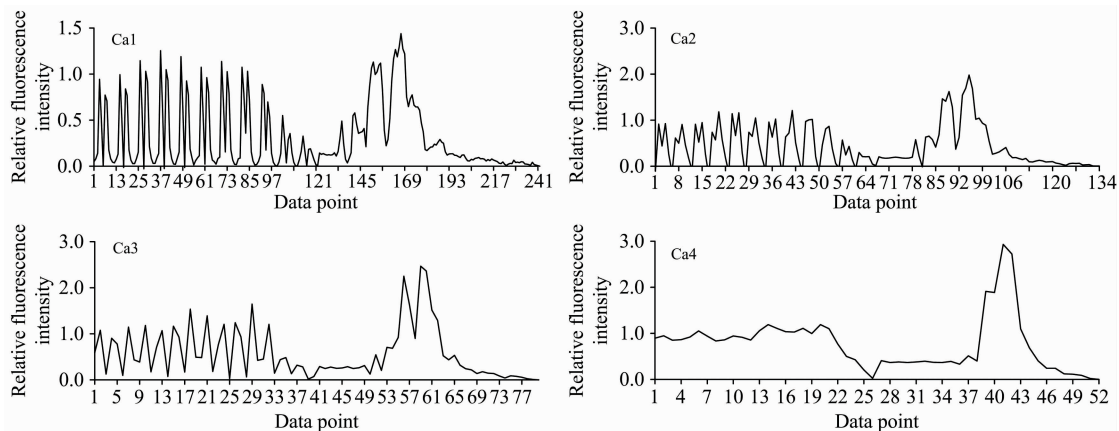 Relative fluorescence
intensity
1.5
1.0
0.5
0.0
Ca1
1 13 25 37 49 61 73 85 97 121 145 169 193 217 241
Data point
Relative fluorescence
intensity
3.0
2.0
1.0
0.0
Ca2
1 8 15 22 29 36 43 50 57 64 71 78 85 92 99 106 120 134
Data point
Relative fluorescence
intensity
3.0
2.0
1.0
0.0
Ca3
1 5 9 13 17 21 25 29 33 37 41 45 49 53 57 61 65 69 73 77
Data point
Relative fluorescence
intensity
3.0
2.0
1.0
0.0
Ca4
1 4 7 10 13 16 19 22 25 28 31 34 37 40 43 46 49 52
Data point